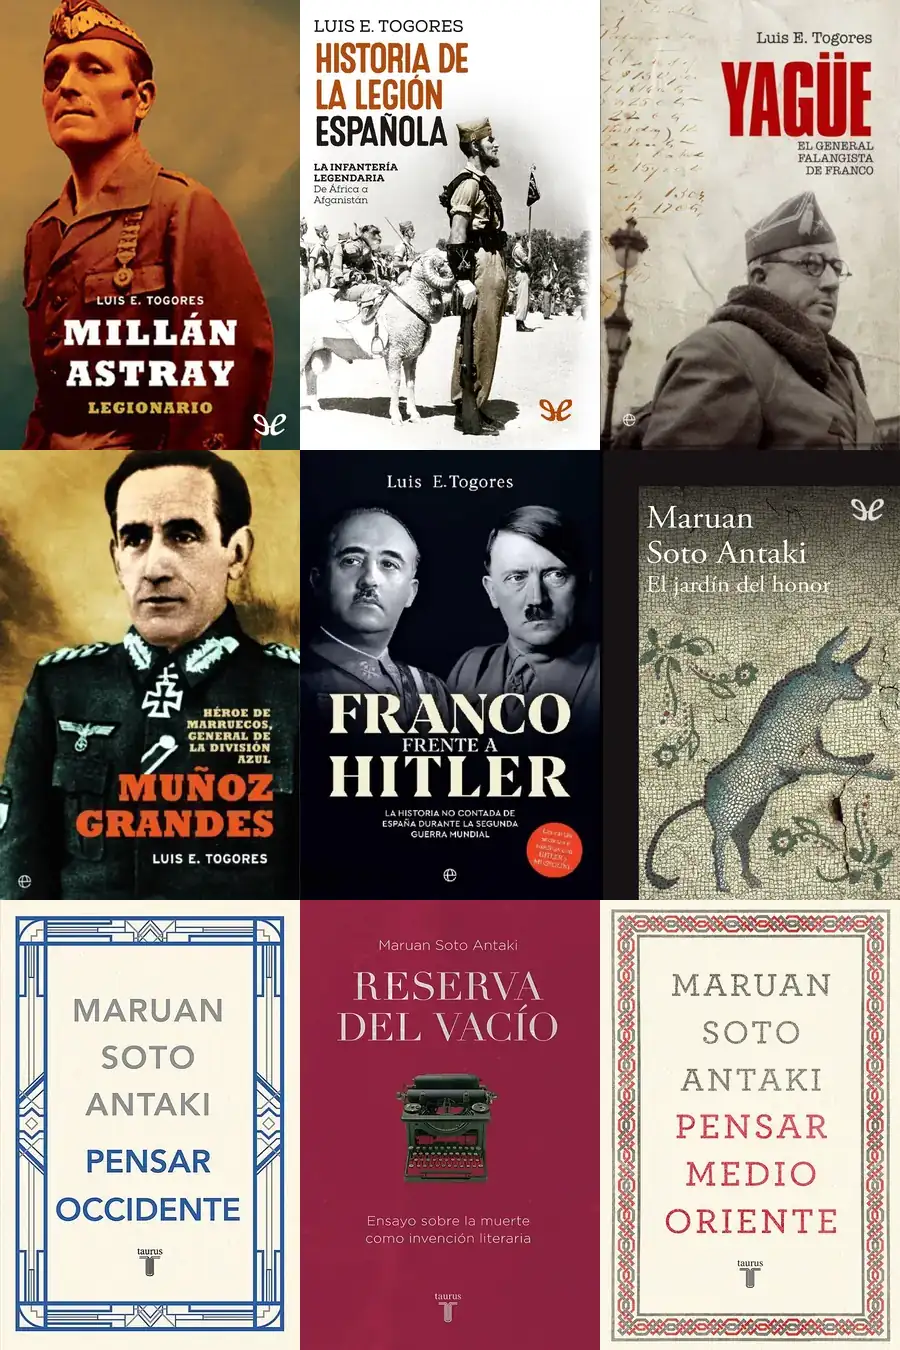 LUIS E. TOGORES
MILLÁN
ASTRAY
LEGIONARIO
LUIS E. TOGORES
HISTORIA DE
LA LEGIÓN
ESPAÑOLA
LA INFANTERÍA
LEGENDARIA
De África a
Afganistán
Luis E. Togores
YAGÜE
EL GENERAL
FALANGISTA
DE FRANCO
HÉROE DE
MARRUECOS,
GENERAL DE
LA DIVISIÓN
AZUL
MUÑOZ
GRANDES
LUIS E. TOGORES
Luis E. Togores
FRANCO
FRENTE A
HITLER
LA HISTORIA NO CONTADA DE
ESPAÑA DURANTE LA SEGUNDA
GUERRA MUNDIAL
Maruan
Soto Antaki
El jardín del honor
MARUAN
SOTO
ANTAKI
PENSAR
OCCIDENTE
taurus
Maruan Soto Antaki
RESERVA
DEL VACÍO
Ensayo sobre la muerte
como invención literaria
taurus
MARUAN
SOTO
ANTAKI
PENSAR
MEDIO
ORIENTE
taurus